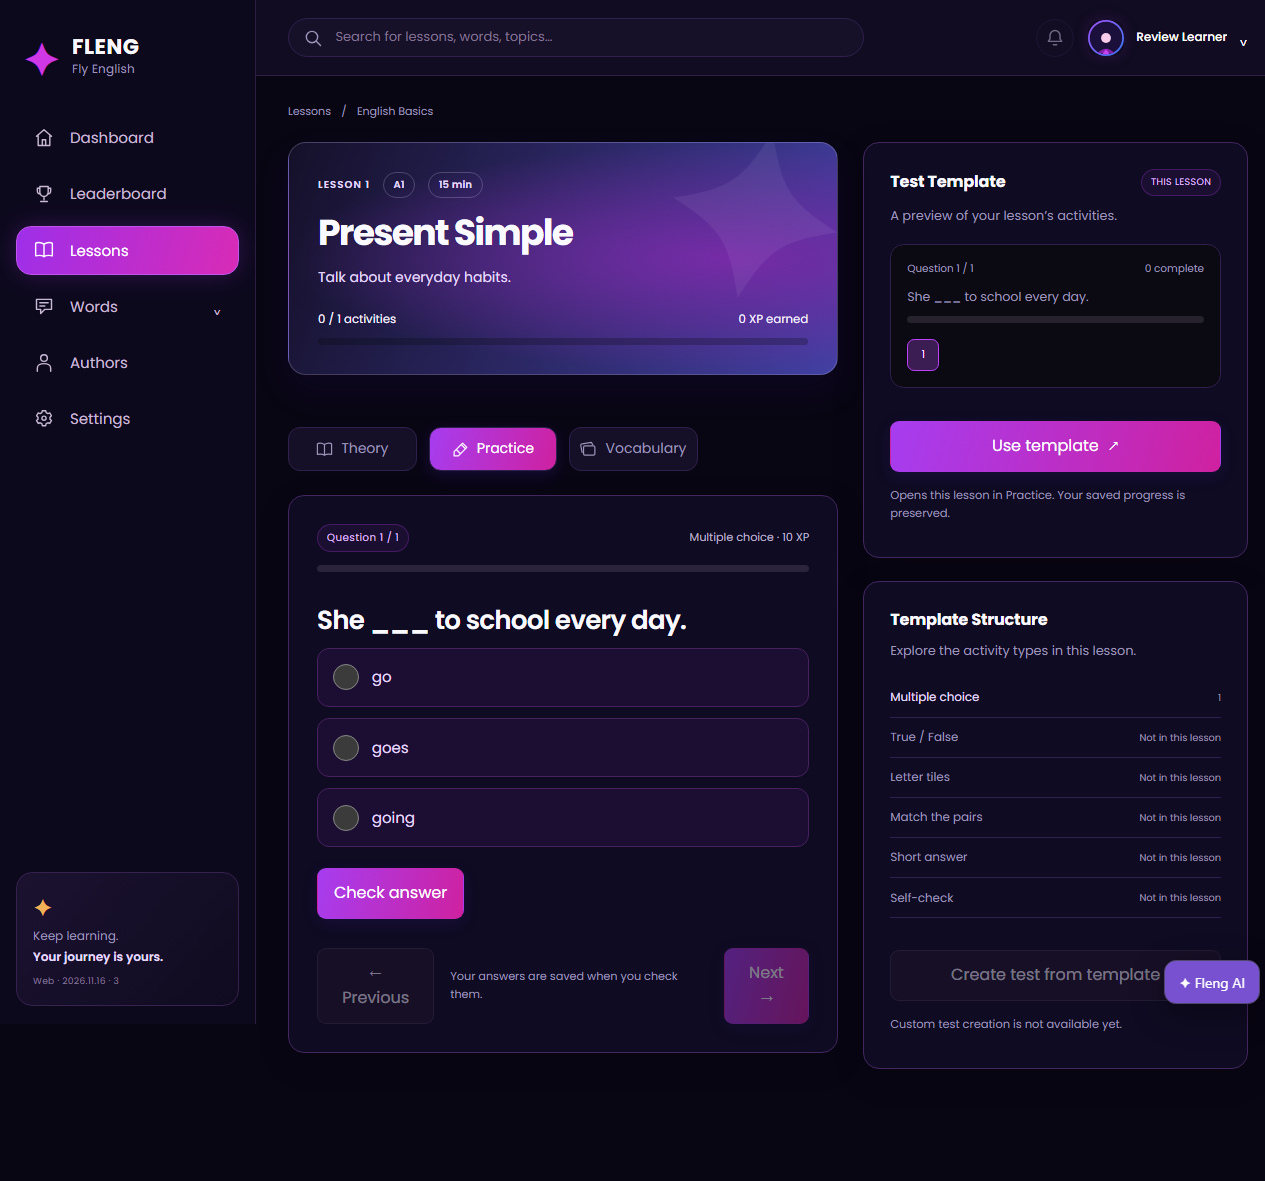 FLENG
Fly English
Dashboard
Leaderboard
Lessons
Words
Authors
Settings
Keep learning.
Your journey is yours.
Web · 2026.11.16 · 3
Search for lessons, words, topics...
Review Learner
Lessons / English Basics
LESSON 1 A1 15 min
Present Simple
Talk about everyday habits.
0 / 1 activities 0 XP earned
Theory Practice Vocabulary
Question 1 / 1 Multiple choice · 10 XP
She ___ to school every day.
go
goes
going
Check answer
← Previous
Your answers are saved when you check
them.
Next →
Test Template THIS LESSON
A preview of your lesson's activities.
Question 1 / 1 0 complete
She ___ to school every day.
1
Use template ↗
Opens this lesson in Practice. Your saved progress is
preserved.
Template Structure
Explore the activity types in this lesson.
Multiple choice 1
True / False Not in this lesson
Letter tiles Not in this lesson
Match the pairs Not in this lesson
Short answer Not in this lesson
Self-check Not in this lesson
Create test from template
✦ Fleng AI
Custom test creation is not available yet.